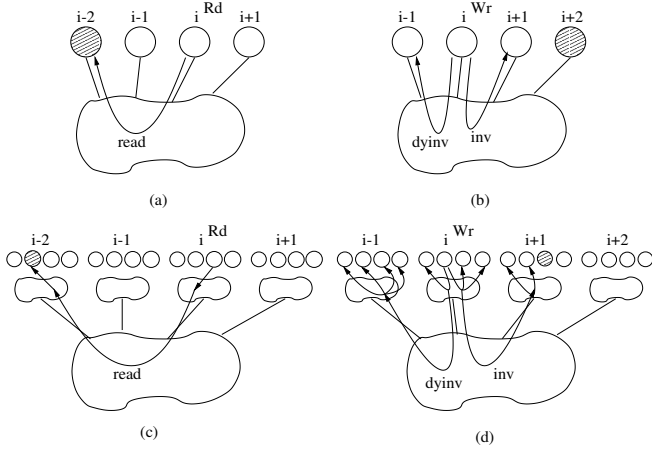 i-2 i-1 i Rd i+1
read
(a)
i-1 i Wr i+1 i+2
dyinv inv
(b)
i-2 i-1 i Rd i+1
read
(c)
i-1 i Wr i+1 i+2
dyinv inv
(d)